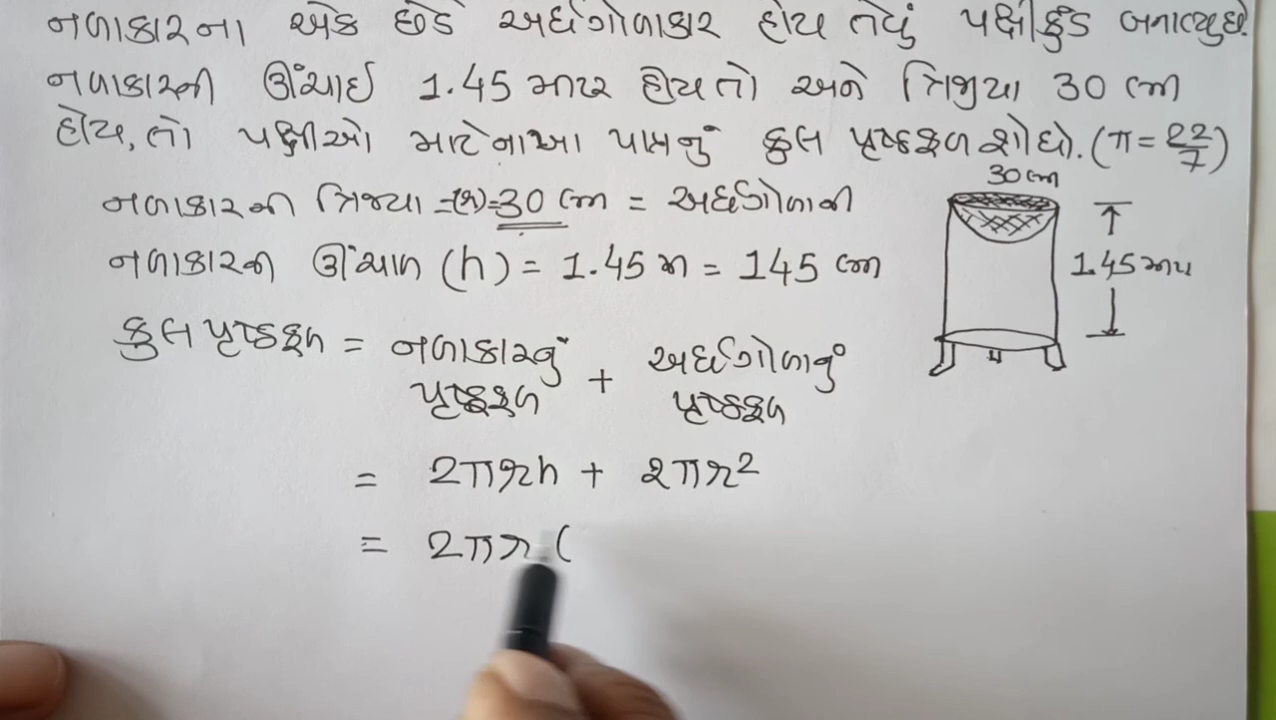 નળાકારના એક છેડે અર્ધગોળાકાર હોય તેવું પક્ષીકુંડ બનાવ્યુ છે.
નળાકારની ઊંચાઈ 1.45 મીટર હોય તો અને ત્રિજ્યા 30 cm
હોય, તો પક્ષીઓ માટેના આ પાત્રનું કુલ પૃષ્ઠફળ શોધો. (π = 22/7)
નળાકારની ત્રિજ્યા =(r)= 30 cm = અર્ધગોળાની
નળાકારની ઊંચાઈ (h) = 1.45 m = 145 cm
30 cm
1.45 મીટર
કુલ પૃષ્ઠફળ = નળાકારનું પૃષ્ઠફળ + અર્ધગોળાનું પૃષ્ઠફળ
= 2πrh + 2πr²
= 2πr (